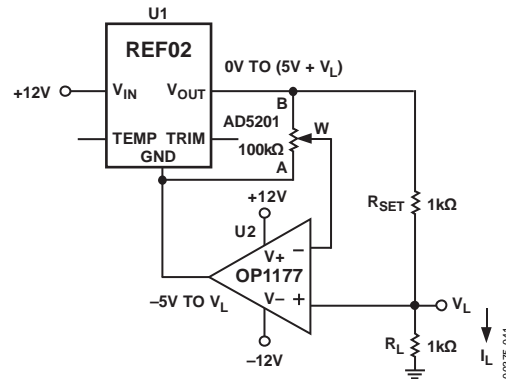 U1
REF02
0V TO (5V + VL)
+12V
VIN
VOUT
B
AD5201
W
TEMP
TRIM
100kΩ
GND
A
+12V
RSET
1kΩ
U2
V+
–
OP1177
–5V TO VL
V–
+
VL
–12V
RL
1kΩ
IL